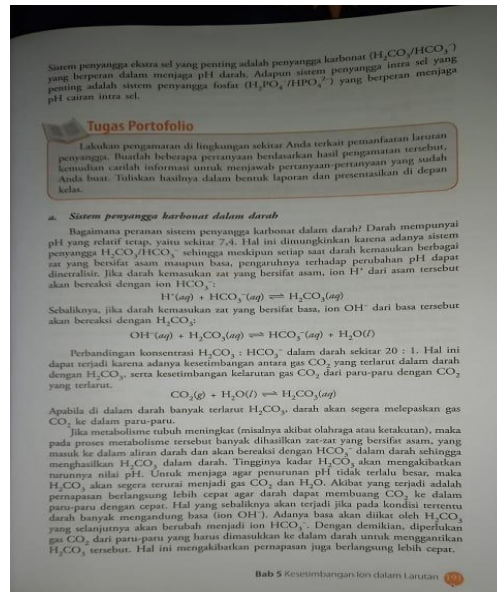 Sistem penyangga ekstra sel yang penting adalah penyangga karbonat (H₂CO₃/HCO₃⁻)
yang berperan dalam menjaga pH darah. Adapun sistem penyangga intra sel yang
penting adalah sistem penyangga fosfat (H₂PO₄⁻/HPO₄²⁻) yang berperan menjaga
pH cairan intra sel.
Tugas Portofolio
Lakukan pengamatan di lingkungan sekitar Anda terkait pemanfaatan larutan
penyangga. Buatlah beberapa pertanyaan berdasarkan hasil pengamatan tersebut,
kemudian carilah informasi untuk menjawab pertanyaan-pertanyaan yang sudah
Anda buat. Tuliskan hasilnya dalam bentuk laporan dan presentasikan di depan
kelas.
a. Sistem penyangga karbonat dalam darah
Bagaimana peranan sistem penyangga karbonat dalam darah? Darah mempunyai
pH yang relatif tetap, yaitu sekitar 7,4. Hal ini dimungkinkan karena adanya sistem
penyangga H₂CO₃/HCO₃⁻ sehingga meskipun setiap saat darah kemasukan berbagai
zat yang bersifat asam maupun basa, pengaruhnya terhadap perubahan pH dapat
dinetralisir. Jika darah kemasukan zat yang bersifat asam, ion H⁺ dari asam tersebut
akan bereaksi dengan ion HCO₃⁻:
H⁺(aq) + HCO₃⁻(aq) ⇌ H₂CO₃(aq)
Sebaliknya, jika darah kemasukan zat yang bersifat basa, ion OH⁻ dari basa tersebut
akan bereaksi dengan H₂CO₃:
OH⁻(aq) + H₂CO₃(aq) ⇌ HCO₃⁻(aq) + H₂O(l)
Perbandingan konsentrasi H₂CO₃ : HCO₃⁻ dalam darah sekitar 20 : 1. Hal ini
dapat terjadi karena adanya kesetimbangan antara gas CO₂ yang terlarut dalam darah
dengan H₂CO₃, serta kesetimbangan kelarutan gas CO₂ dari paru-paru dengan CO₂
yang terlarut.
CO₂(g) + H₂O(l) ⇌ H₂CO₃(aq)
Apabila di dalam darah banyak terlarut H₂CO₃, darah akan segera melepaskan gas
CO₂ ke dalam paru-paru.
Jika metabolisme tubuh meningkat (misalnya akibat olahraga atau ketakutan), maka
pada proses metabolisme tersebut banyak dihasilkan zat-zat yang bersifat asam, yang
masuk ke dalam aliran darah dan akan bereaksi dengan HCO₃⁻ dalam darah sehingga
menghasilkan H₂CO₃ dalam darah. Tingginya kadar H₂CO₃ akan mengakibatkan
turunnya nilai pH. Untuk menjaga agar penurunan pH tidak terlalu besar, maka
H₂CO₃ akan segera terurai menjadi gas CO₂ dan H₂O. Akibat yang terjadi adalah
pernapasan berlangsung lebih cepat agar darah dapat membuang CO₂ ke dalam
paru-paru dengan cepat. Hal yang sebaliknya akan terjadi jika pada kondisi tertentu
darah banyak mengandung basa (ion OH⁻). Adanya basa akan diikat oleh H₂CO₃
yang selanjutnya akan berubah menjadi ion HCO₃⁻. Dengan demikian, diperlukan
gas CO₂ dari paru-paru yang harus dimasukkan ke dalam darah untuk menggantikan
H₂CO₃ tersebut. Hal ini mengakibatkan pernapasan juga berlangsung lebih cepat.
Bab 5 Kesetimbangan Ion dalam Larutan